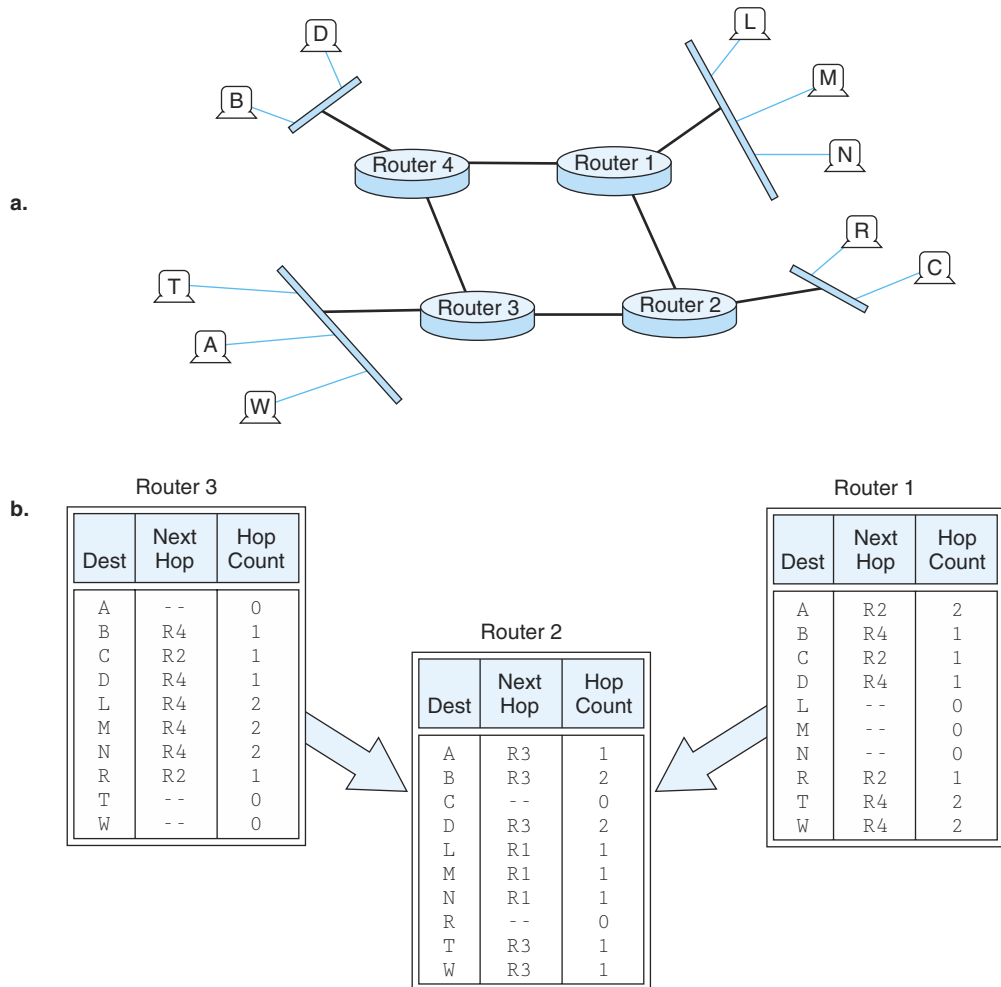 D
L
B
M
N
Router 4
Router 1
a.
R
C
T
A
W
Router 3
Router 2
b.
Router 3
Dest Next Hop Hop Count
A -- 0
B R4 1
C R2 1
D R4 1
L R4 2
M R4 2
N R4 2
R R2 1
T -- 0
W -- 0
Router 2
Dest Next Hop Hop Count
A R3 1
B R3 2
C -- 0
D R3 2
L R1 1
M R1 1
N R1 1
R -- 0
T R3 1
W R3 1
Router 1
Dest Next Hop Hop Count
A R2 2
B R4 1
C R2 1
D R4 1
L -- 0
M -- 0
N -- 0
R R2 1
T R4 2
W R4 2